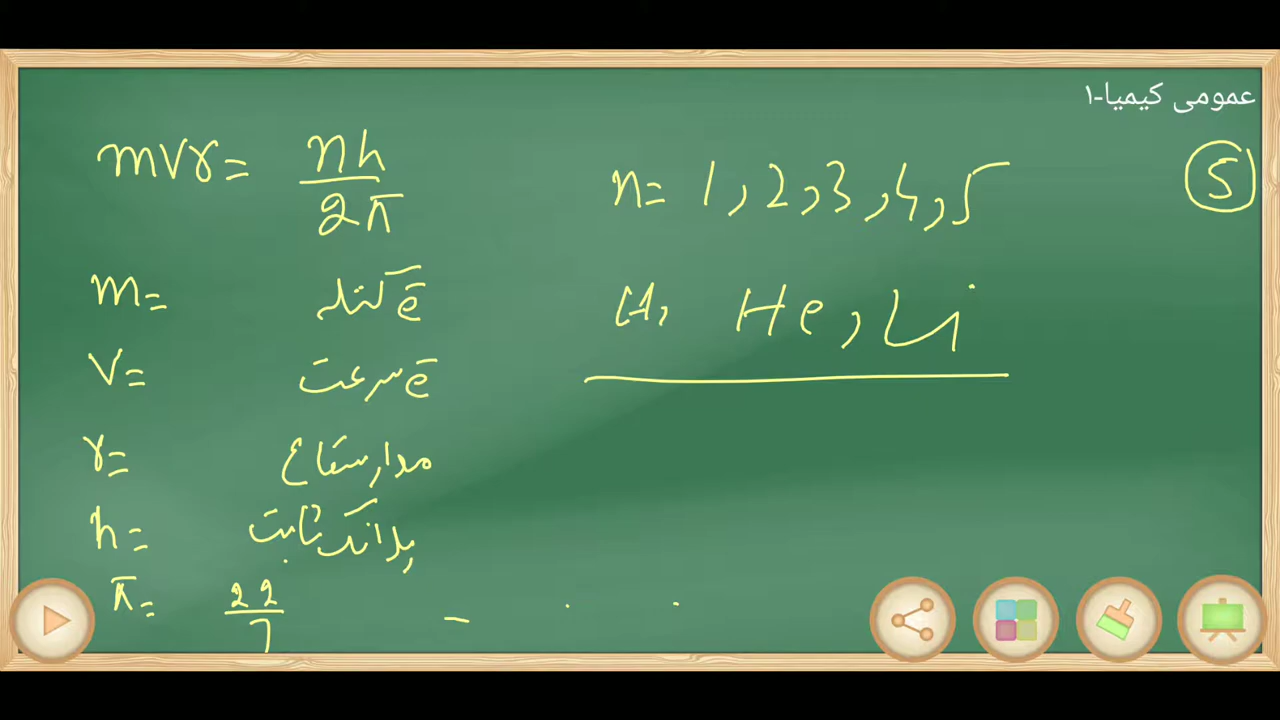 عمومی کیمیا-۱
5
mvr = nh/2π
n= 1, 2, 3, 4, 5
m= e̅ کتله
H, He, Li
v= e̅ سرعت
r= مدار شعاع
h= پلانک ثابت
π= 22/7